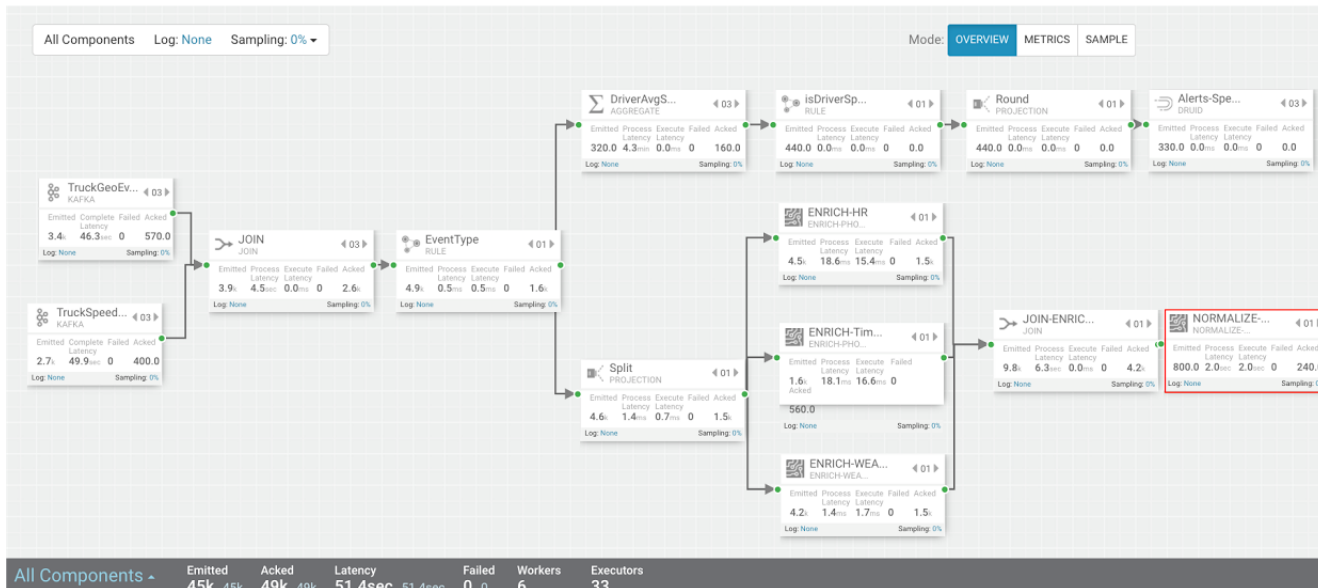 All Components Log: None Sampling: 0%
Mode: OVERVIEW METRICS SAMPLE
DriverAvgS... 03
AGGREGATE
Emitted Process Latency Execute Latency Failed Acked
320.0 4.3min 0.0ms 0 160.0
Log: None Sampling: 0%
isDriverSp... 01
RULE
Emitted Process Latency Execute Latency Failed Acked
440.0 0.0ms 0.0ms 0 0.0
Log: None Sampling: 0%
Round 01
PROJECTION
Emitted Process Latency Execute Latency Failed Acked
440.0 0.0ms 0.0ms 0 0.0
Log: None Sampling: 0%
Alerts-Spe... 03
DRUID
Emitted Process Latency Execute Latency Failed Acked
330.0 0.0ms 0.0ms 0 0.0
Log: None Sampling: 0%
TruckGeoEv... 03
KAFKA
Emitted Complete Latency Failed Acked
3.4k 46.3sec 0 570.0
Log: None Sampling: 0%
TruckSpeed... 03
KAFKA
Emitted Complete Latency Failed Acked
2.7k 49.9sec 0 400.0
Log: None Sampling: 0%
JOIN 03
JOIN
Emitted Process Latency Execute Latency Failed Acked
3.9k 4.5sec 0.0ms 0 2.6k
Log: None Sampling: 0%
EventType 01
RULE
Emitted Process Latency Execute Latency Failed Acked
4.9k 0.5ms 0.5ms 0 1.6k
Log: None Sampling: 0%
Split 01
PROJECTION
Emitted Process Latency Execute Latency Failed Acked
4.6k 1.4ms 0.7ms 0 1.5k
Log: None Sampling: 0%
ENRICH-HR 01
ENRICH-PHO...
Emitted Process Latency Execute Latency Failed Acked
4.5k 18.6ms 15.4ms 0 1.5k
Log: None Sampling: 0%
ENRICH-Tim... 01
ENRICH-PHO...
Emitted Process Latency Execute Latency Failed
1.6k 18.1ms 16.6ms 0
Acked
560.0
Log: None Sampling: 0%
ENRICH-WEA... 01
ENRICH-WEA...
Emitted Process Latency Execute Latency Failed Acked
4.2k 1.4ms 1.7ms 0 1.5k
Log: None Sampling: 0%
JOIN-ENRIC... 01
JOIN
Emitted Process Latency Execute Latency Failed Acked
9.8k 6.3sec 0.0ms 0 4.2k
Log: None Sampling: 0%
NORMALIZE-... 01
NORMALIZE-...
Emitted Process Latency Execute Latency Failed Acked
800.0 2.0sec 2.0sec 0 240.0
Log: None Sampling: 0%
All Components Emitted Acked Latency Failed Workers Executors
45k 45k 49k 49k 51.4sec 51.4sec 0 0 6 33